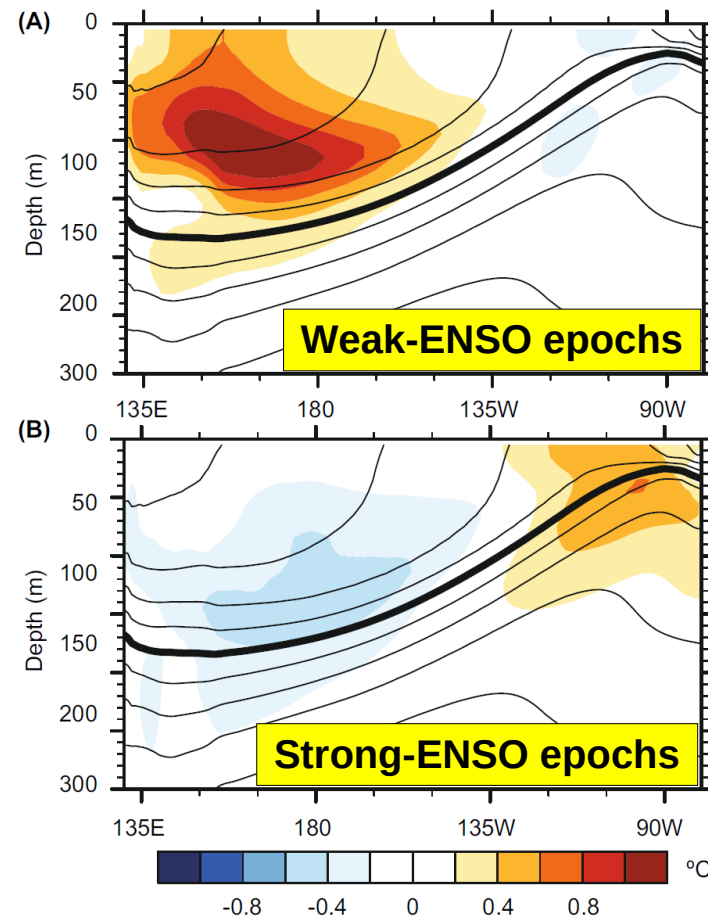 (A)
0
50
100
150
200
300
Depth (m)
Weak-ENSO epochs
135E 180 135W 90W
(B)
0
50
100
150
200
300
Depth (m)
Strong-ENSO epochs
135E 180 135W 90W
-0.8 -0.4 0 0.4 0.8
ºC